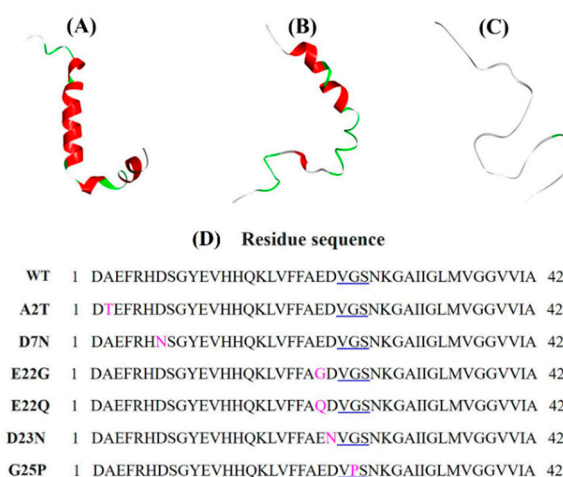 (A) (B) (C)
(D) Residue sequence
WT 1 DAEFRHDSGYEVHHQKLVFFAEDVGSNKGAIIGLMVGGVVIA 42
A2T 1 DTEFRHDSGYEVHHQKLVFFAEDVGSNKGAIIGLMVGGVVIA 42
D7N 1 DAEFRHNSGYEVHHQKLVFFAEDVGSNKGAIIGLMVGGVVIA 42
E22G 1 DAEFRHDSGYEVHHQKLVFFAGDVGSNKGAIIGLMVGGVVIA 42
E22Q 1 DAEFRHDSGYEVHHQKLVFFAQDVGSNKGAIIGLMVGGVVIA 42
D23N 1 DAEFRHDSGYEVHHQKLVFFAENVGSNKGAIIGLMVGGVVIA 42
G25P 1 DAEFRHDSGYEVHHQKLVFFAEDVPSNKGAIIGLMVGGVVIA 42